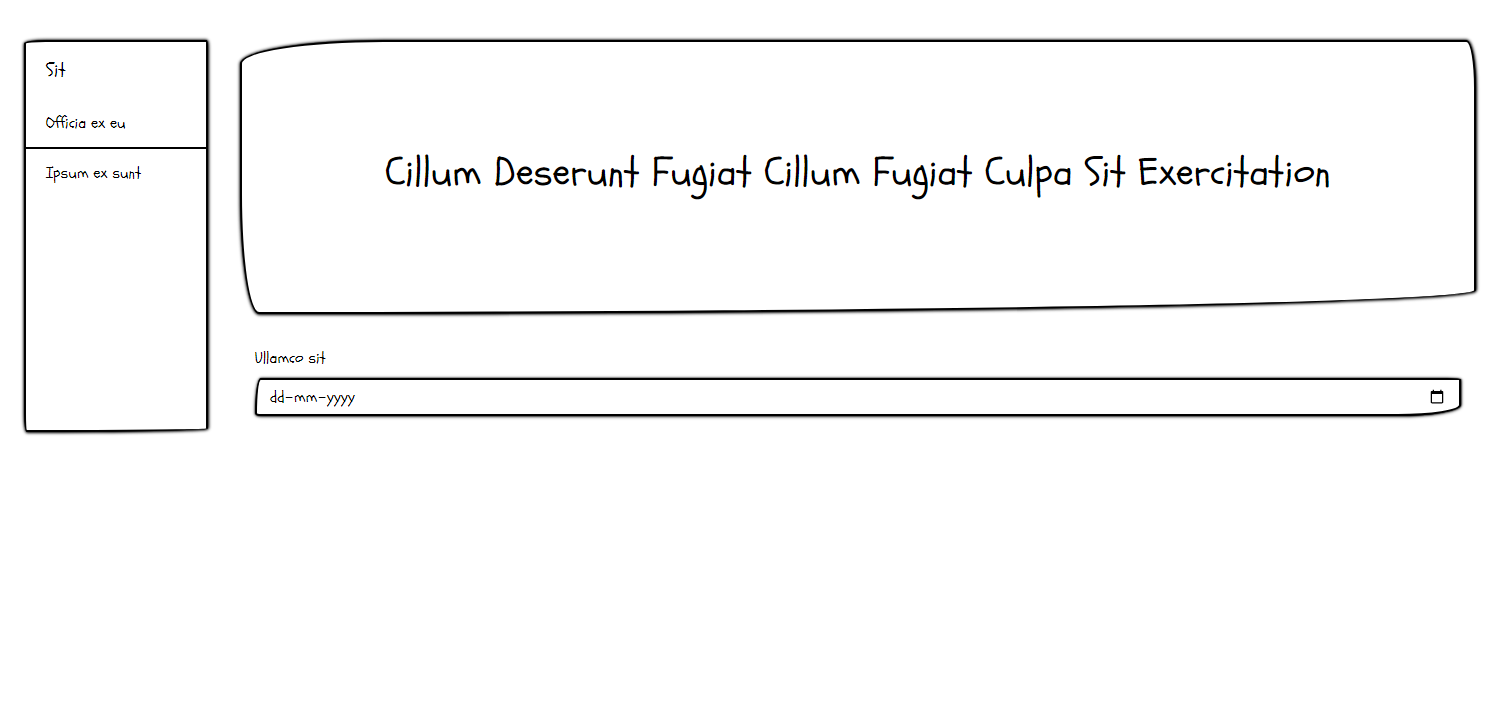 Sit
Officia ex eu
Ipsum ex sunt
Cillum Deserunt Fugiat Cillum Fugiat Culpa Sit Exercitation
Ullamco sit
dd-mm-yyyy